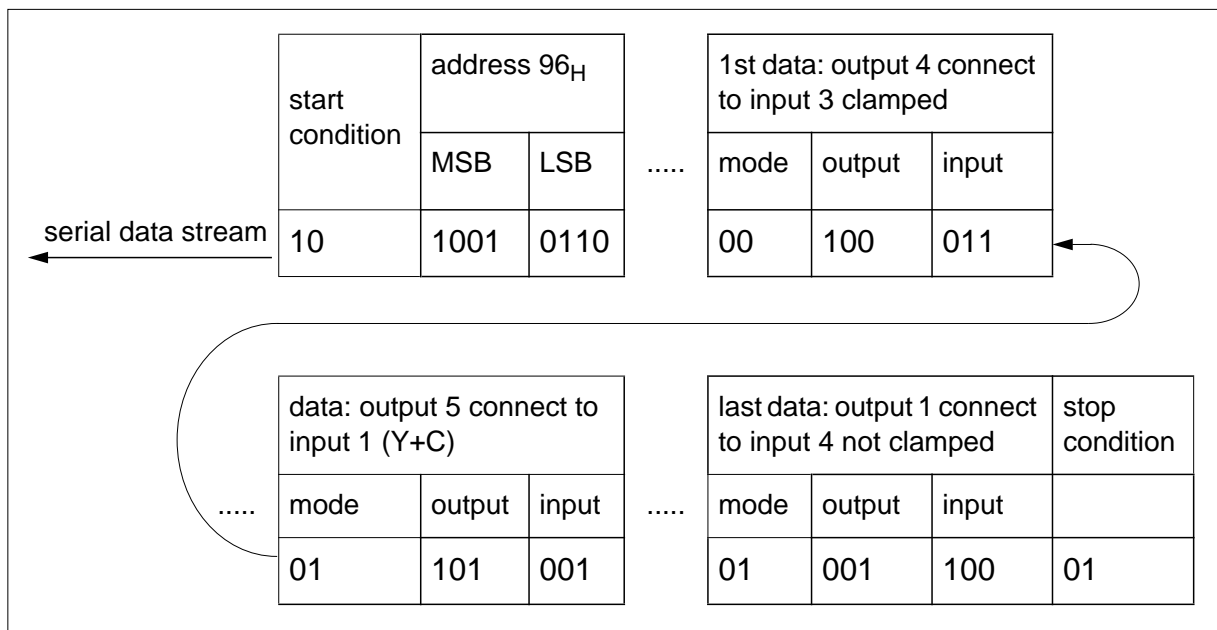 start
condition
address 96H
1st data: output 4 connect
to input 3 clamped
MSB LSB ..... mode output input
serial data stream
10 1001 0110 00 100 011
data: output 5 connect to
input 1 (Y+C)
last data: output 1 connect
to input 4 not clamped
stop
condition
..... mode output input ..... mode output input
01 101 001 01 001 100 01